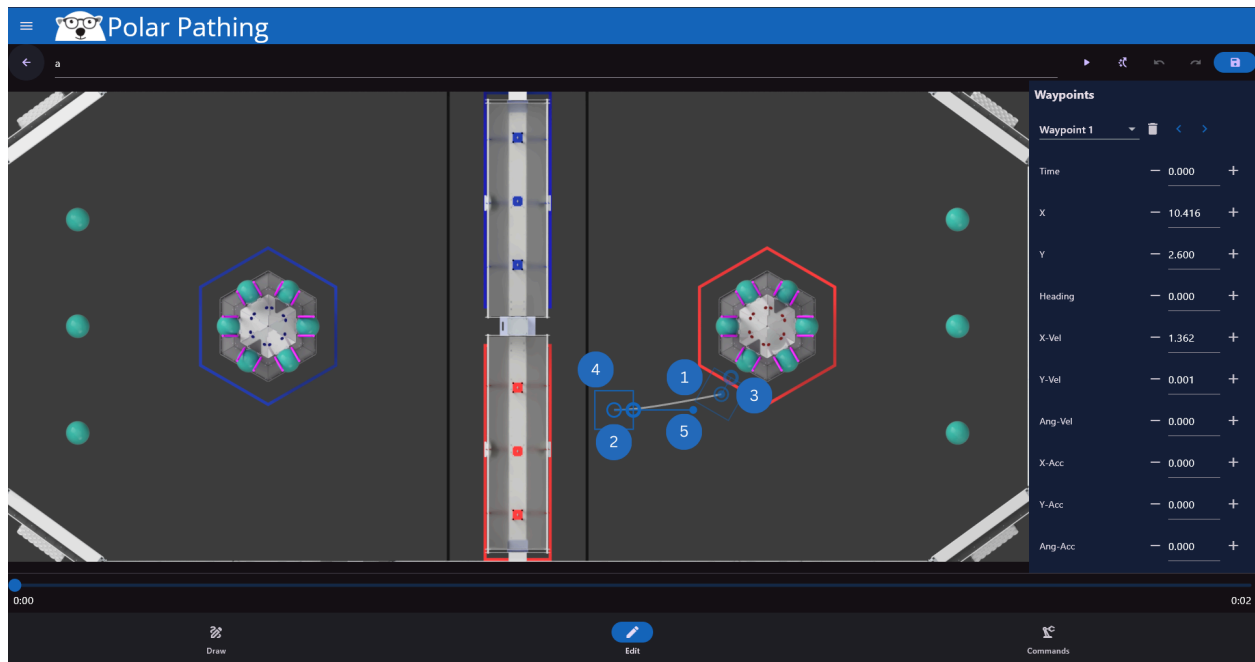 Polar Pathing
a
Waypoints
Waypoint 1
Time 0.000
X 10.416
Y 2.600
Heading 0.000
X-Vel 1.362
Y-Vel 0.001
Ang-Vel 0.000
X-Acc 0.000
Y-Acc 0.000
Ang-Acc 0.000
4
1
3
2
5
0:00 0:02
Draw Edit Commands